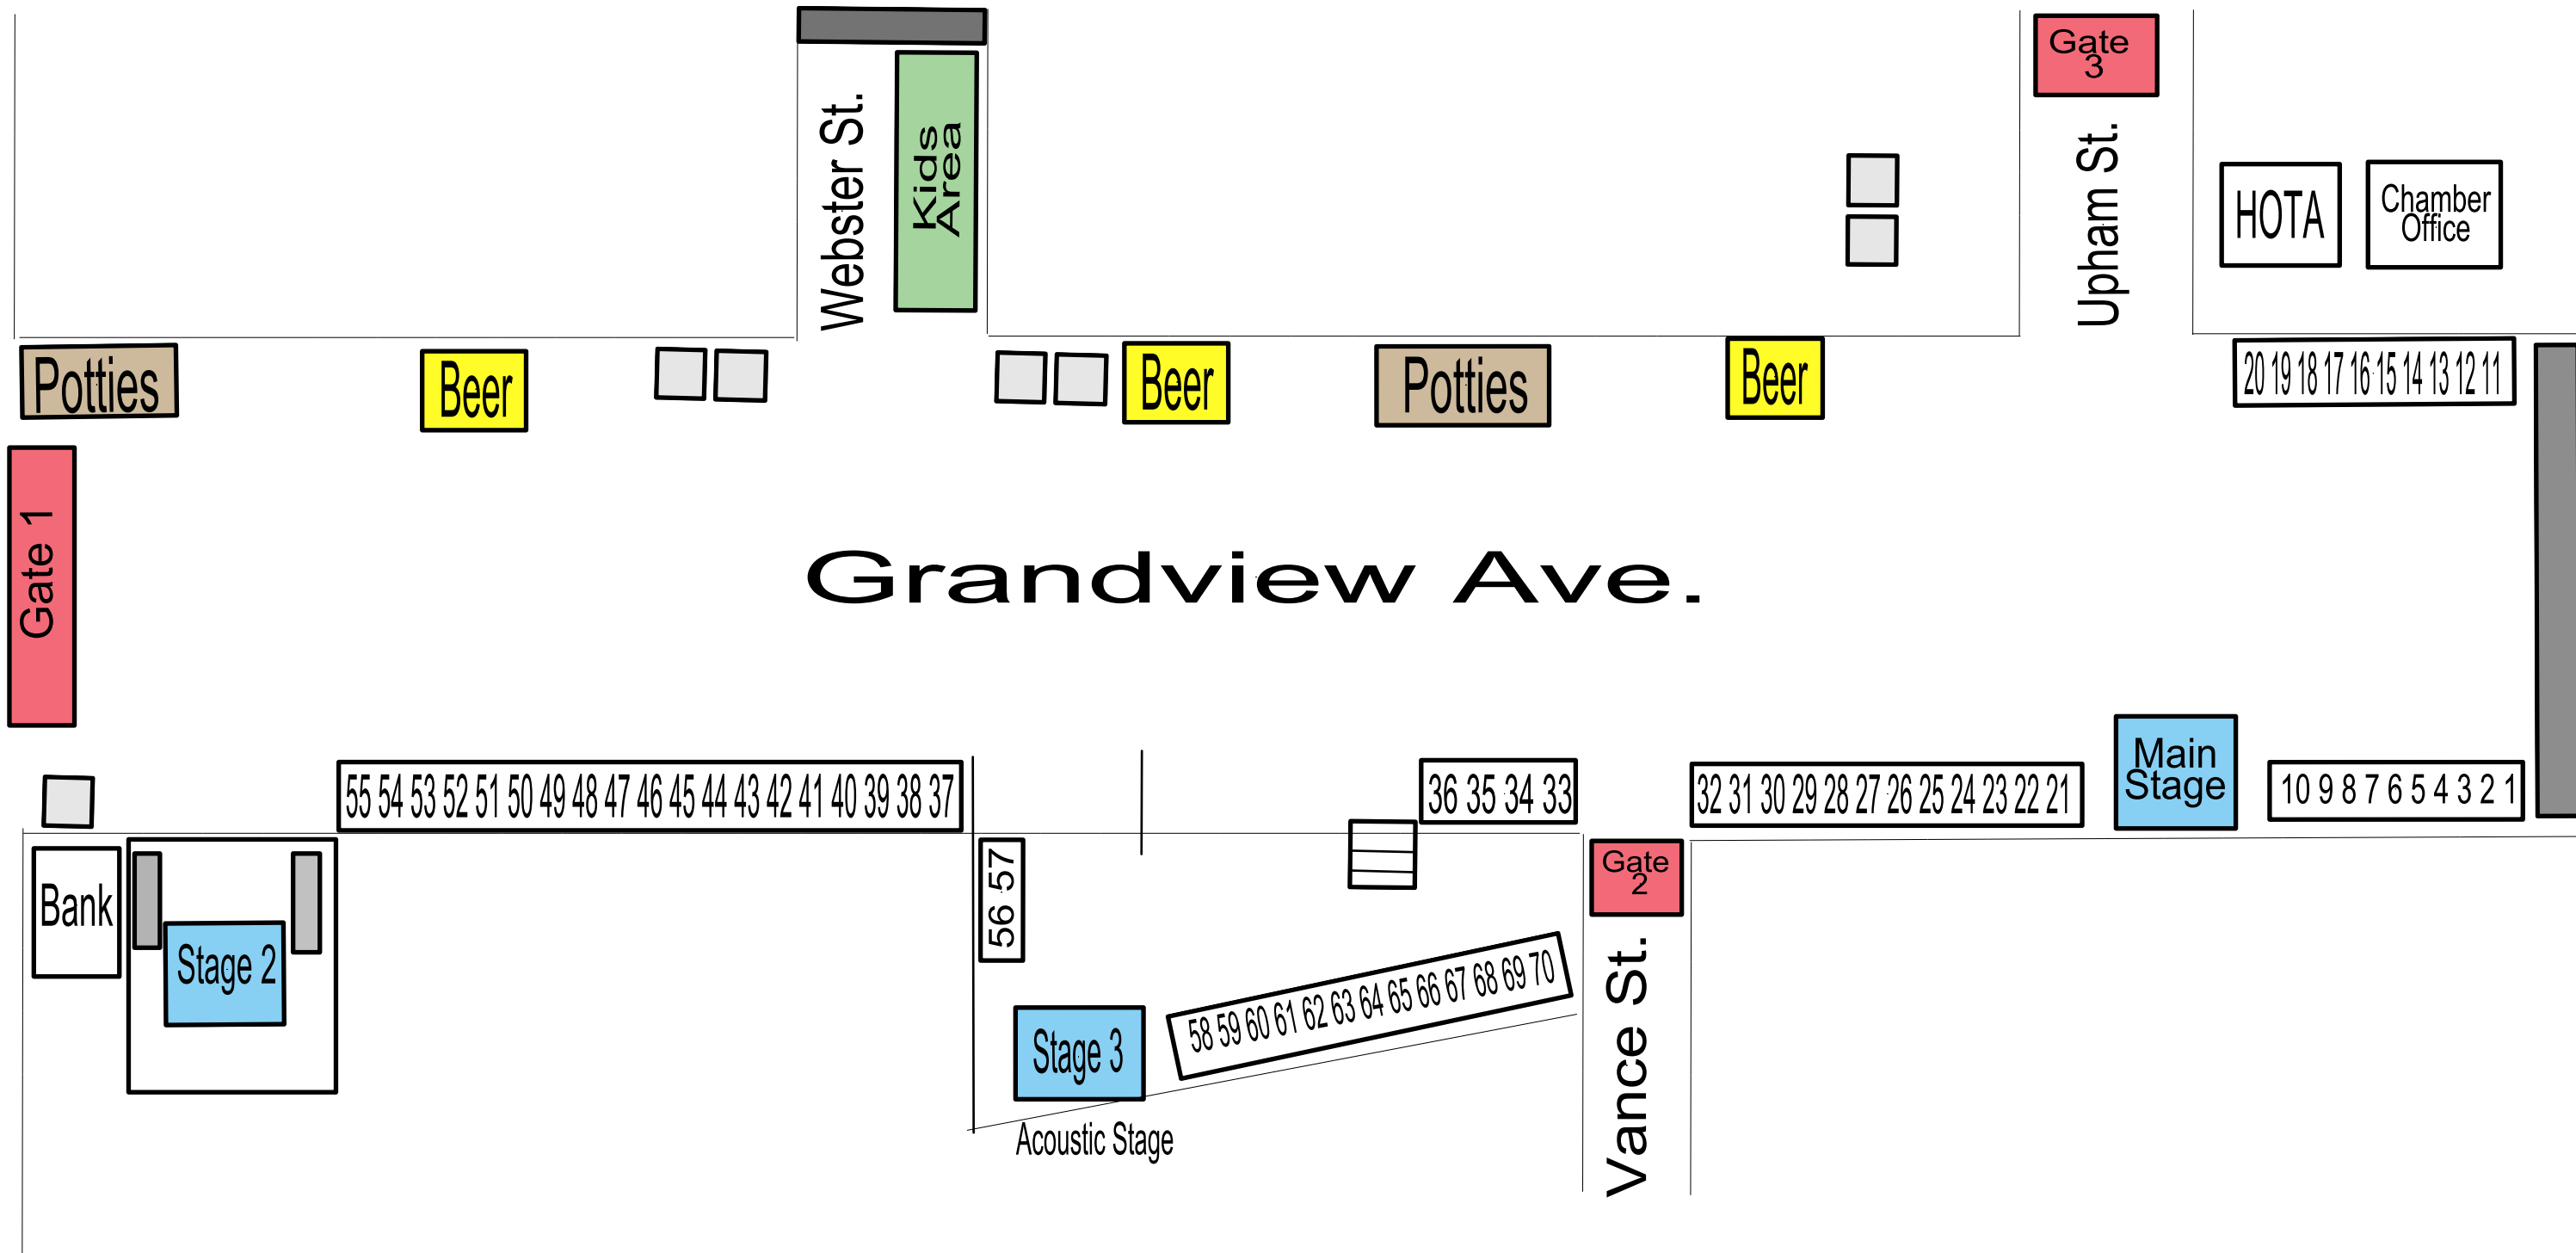 Gate
3
Webster St.
Kids
Area
Upham St.
HOTA
Chamber
Office
Potties
Beer
Beer
Potties
Beer
20 19 18 17 16 15 14 13 12 11
Gate 1
Grandview Ave.
Main
Stage
55 54 53 52 51 50 49 48 47 46 45 44 43 42 41 40 39 38 37
36 35 34 33
32 31 30 29 28 27 26 25 24 23 22 21
10 9 8 7 6 5 4 3 2 1
Bank
Stage 2
56 57
Gate
2
58 59 60 61 62 63 64 65 66 67 68 69 70
Stage 3
Acoustic Stage
Vance St.